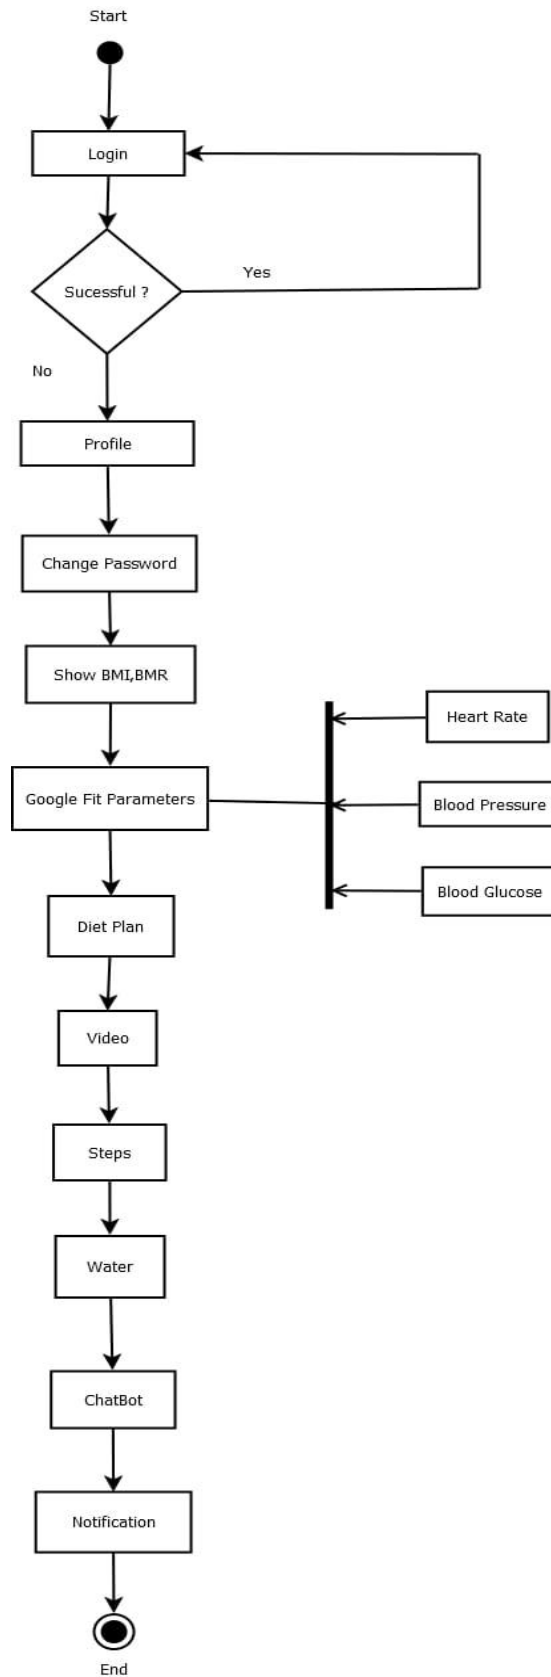 Start
Login
Yes
Sucessful ?
No
Profile
Change Password
Show BMI,BMR
Heart Rate
Google Fit Parameters
Blood Pressure
Blood Glucose
Diet Plan
Video
Steps
Water
ChatBot
Notification
End